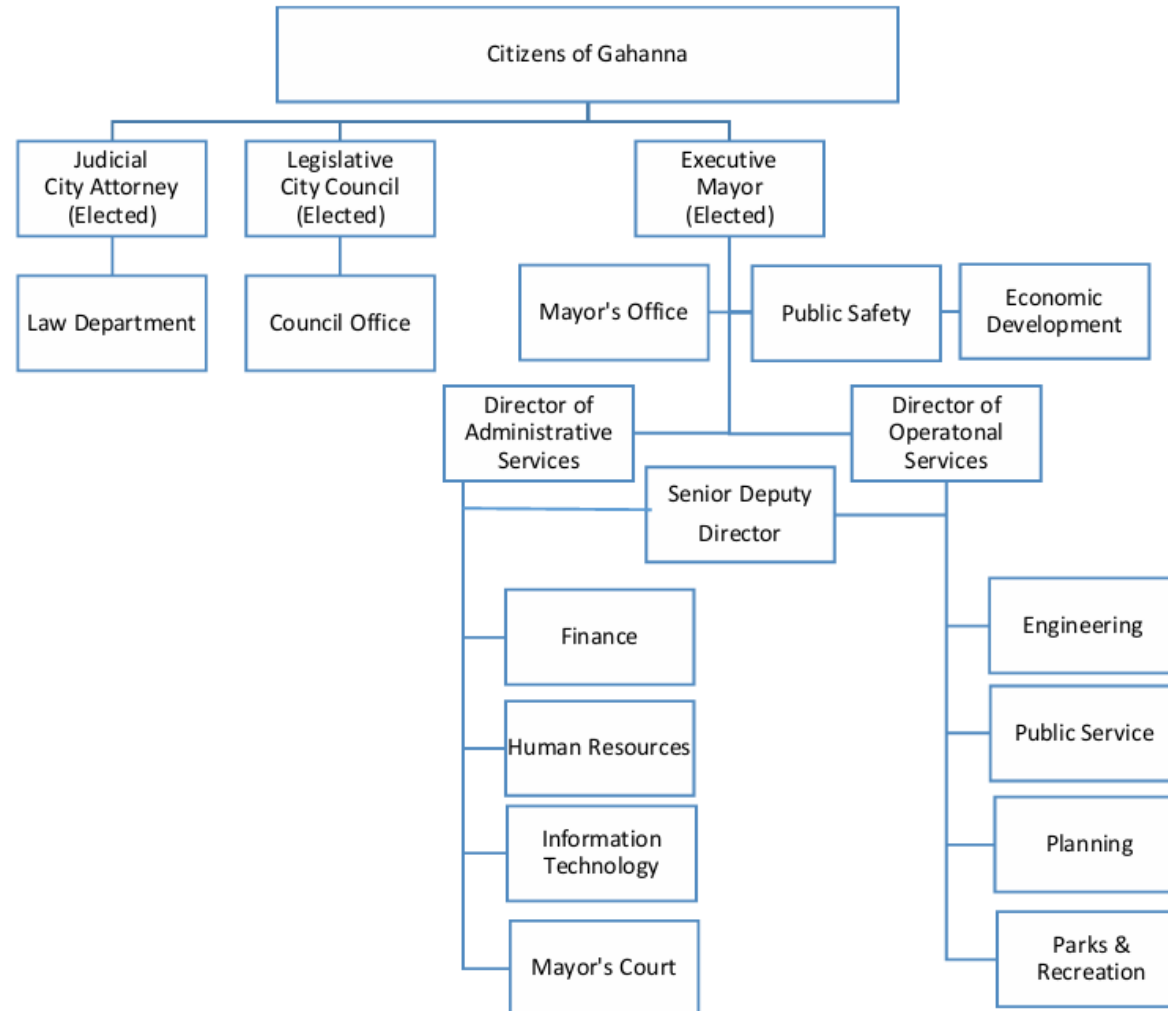 Citizens of Gahanna
Judicial
City Attorney
(Elected)
Legislative
City Council
(Elected)
Executive
Mayor
(Elected)
Law Department
Council Office
Mayor's Office
Public Safety
Economic
Development
Director of
Administrative
Services
Director of
Operatonal
Services
Senior Deputy
Director
Finance
Human Resources
Information
Technology
Mayor's Court
Engineering
Public Service
Planning
Parks &
Recreation